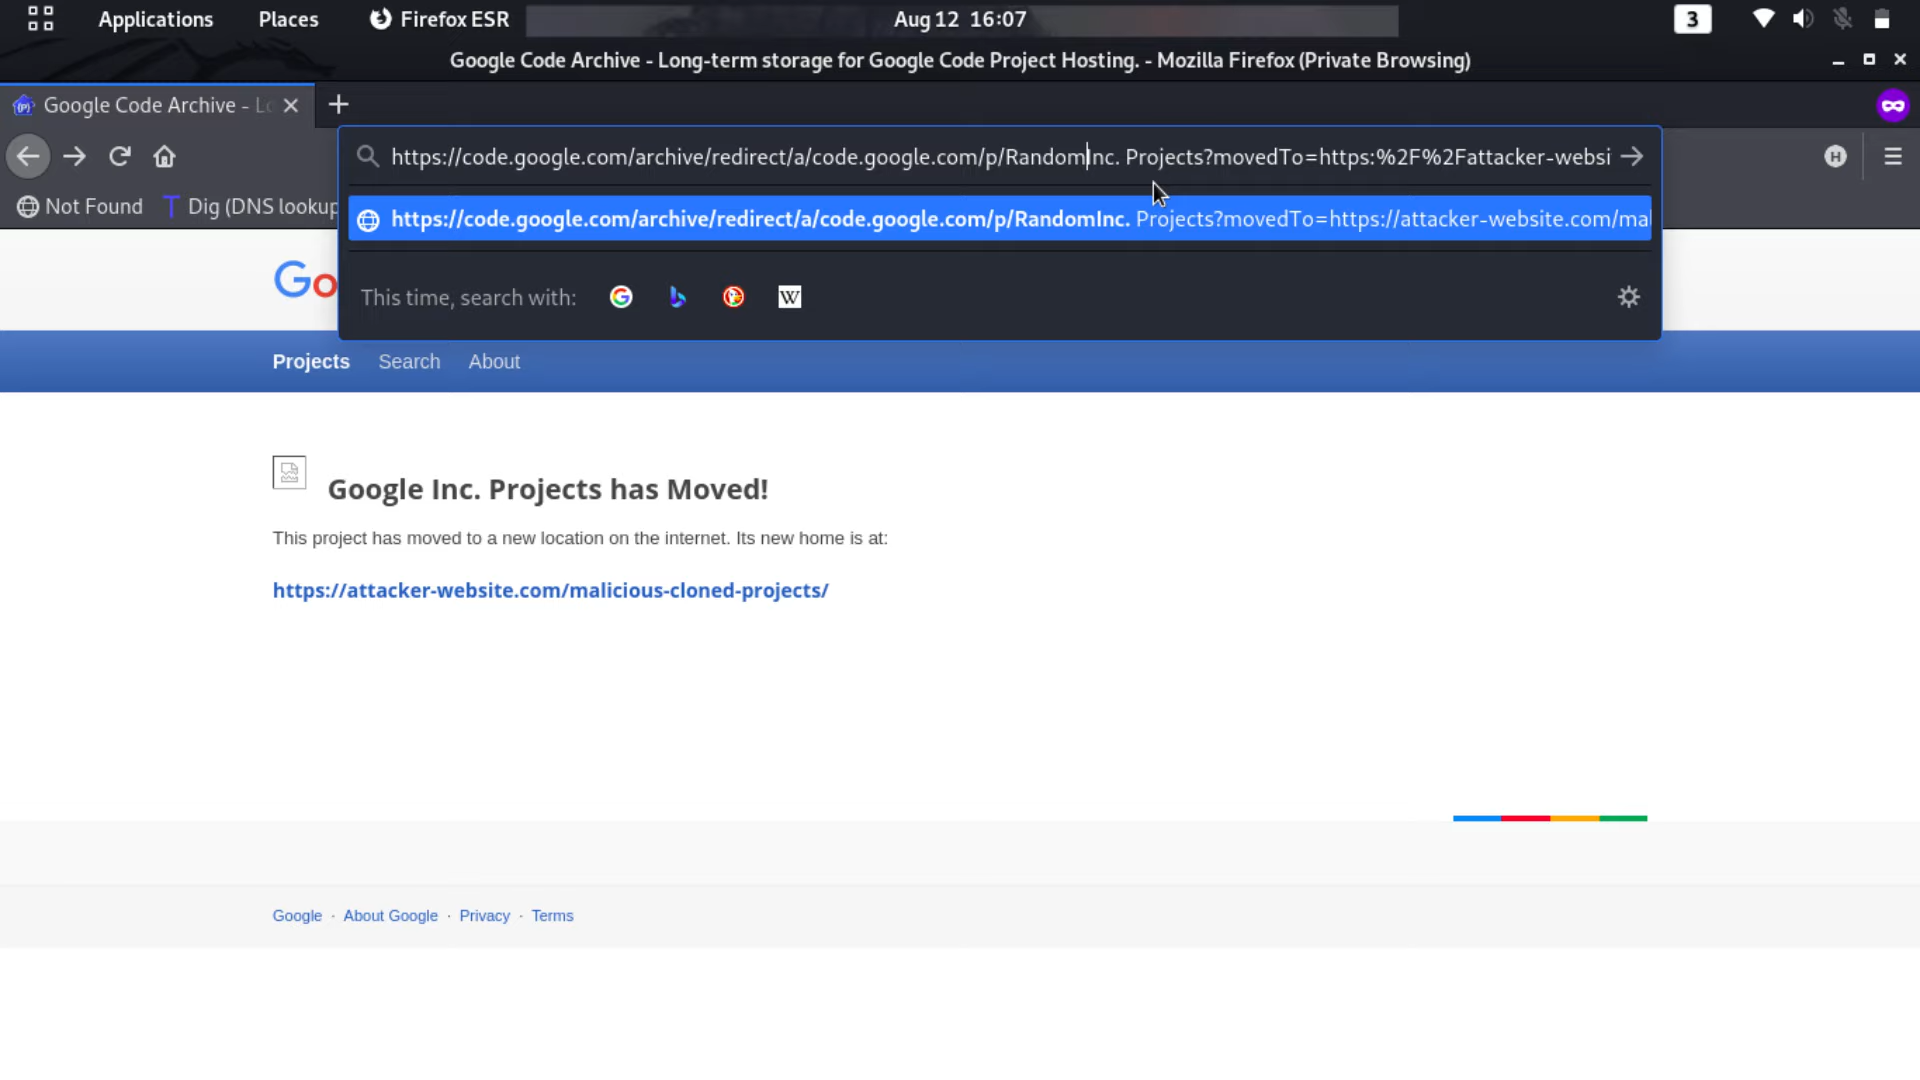 Applications Places Firefox ESR Aug 12 16:07 3
Google Code Archive - Long-term storage for Google Code Project Hosting. - Mozilla Firefox (Private Browsing)
Google Code Archive - Lo
https://code.google.com/archive/redirect/a/code.google.com/p/RandomInc. Projects?movedTo=https:%2F%2Fattacker-websi
H
Not Found Dig (DNS lookup
https://code.google.com/archive/redirect/a/code.google.com/p/RandomInc. Projects?movedTo=https://attacker-website.com/mal
Go
This time, search with: G W
Projects Search About
Google Inc. Projects has Moved!
This project has moved to a new location on the internet. Its new home is at:
https://attacker-website.com/malicious-cloned-projects/
Google · About Google · Privacy · Terms